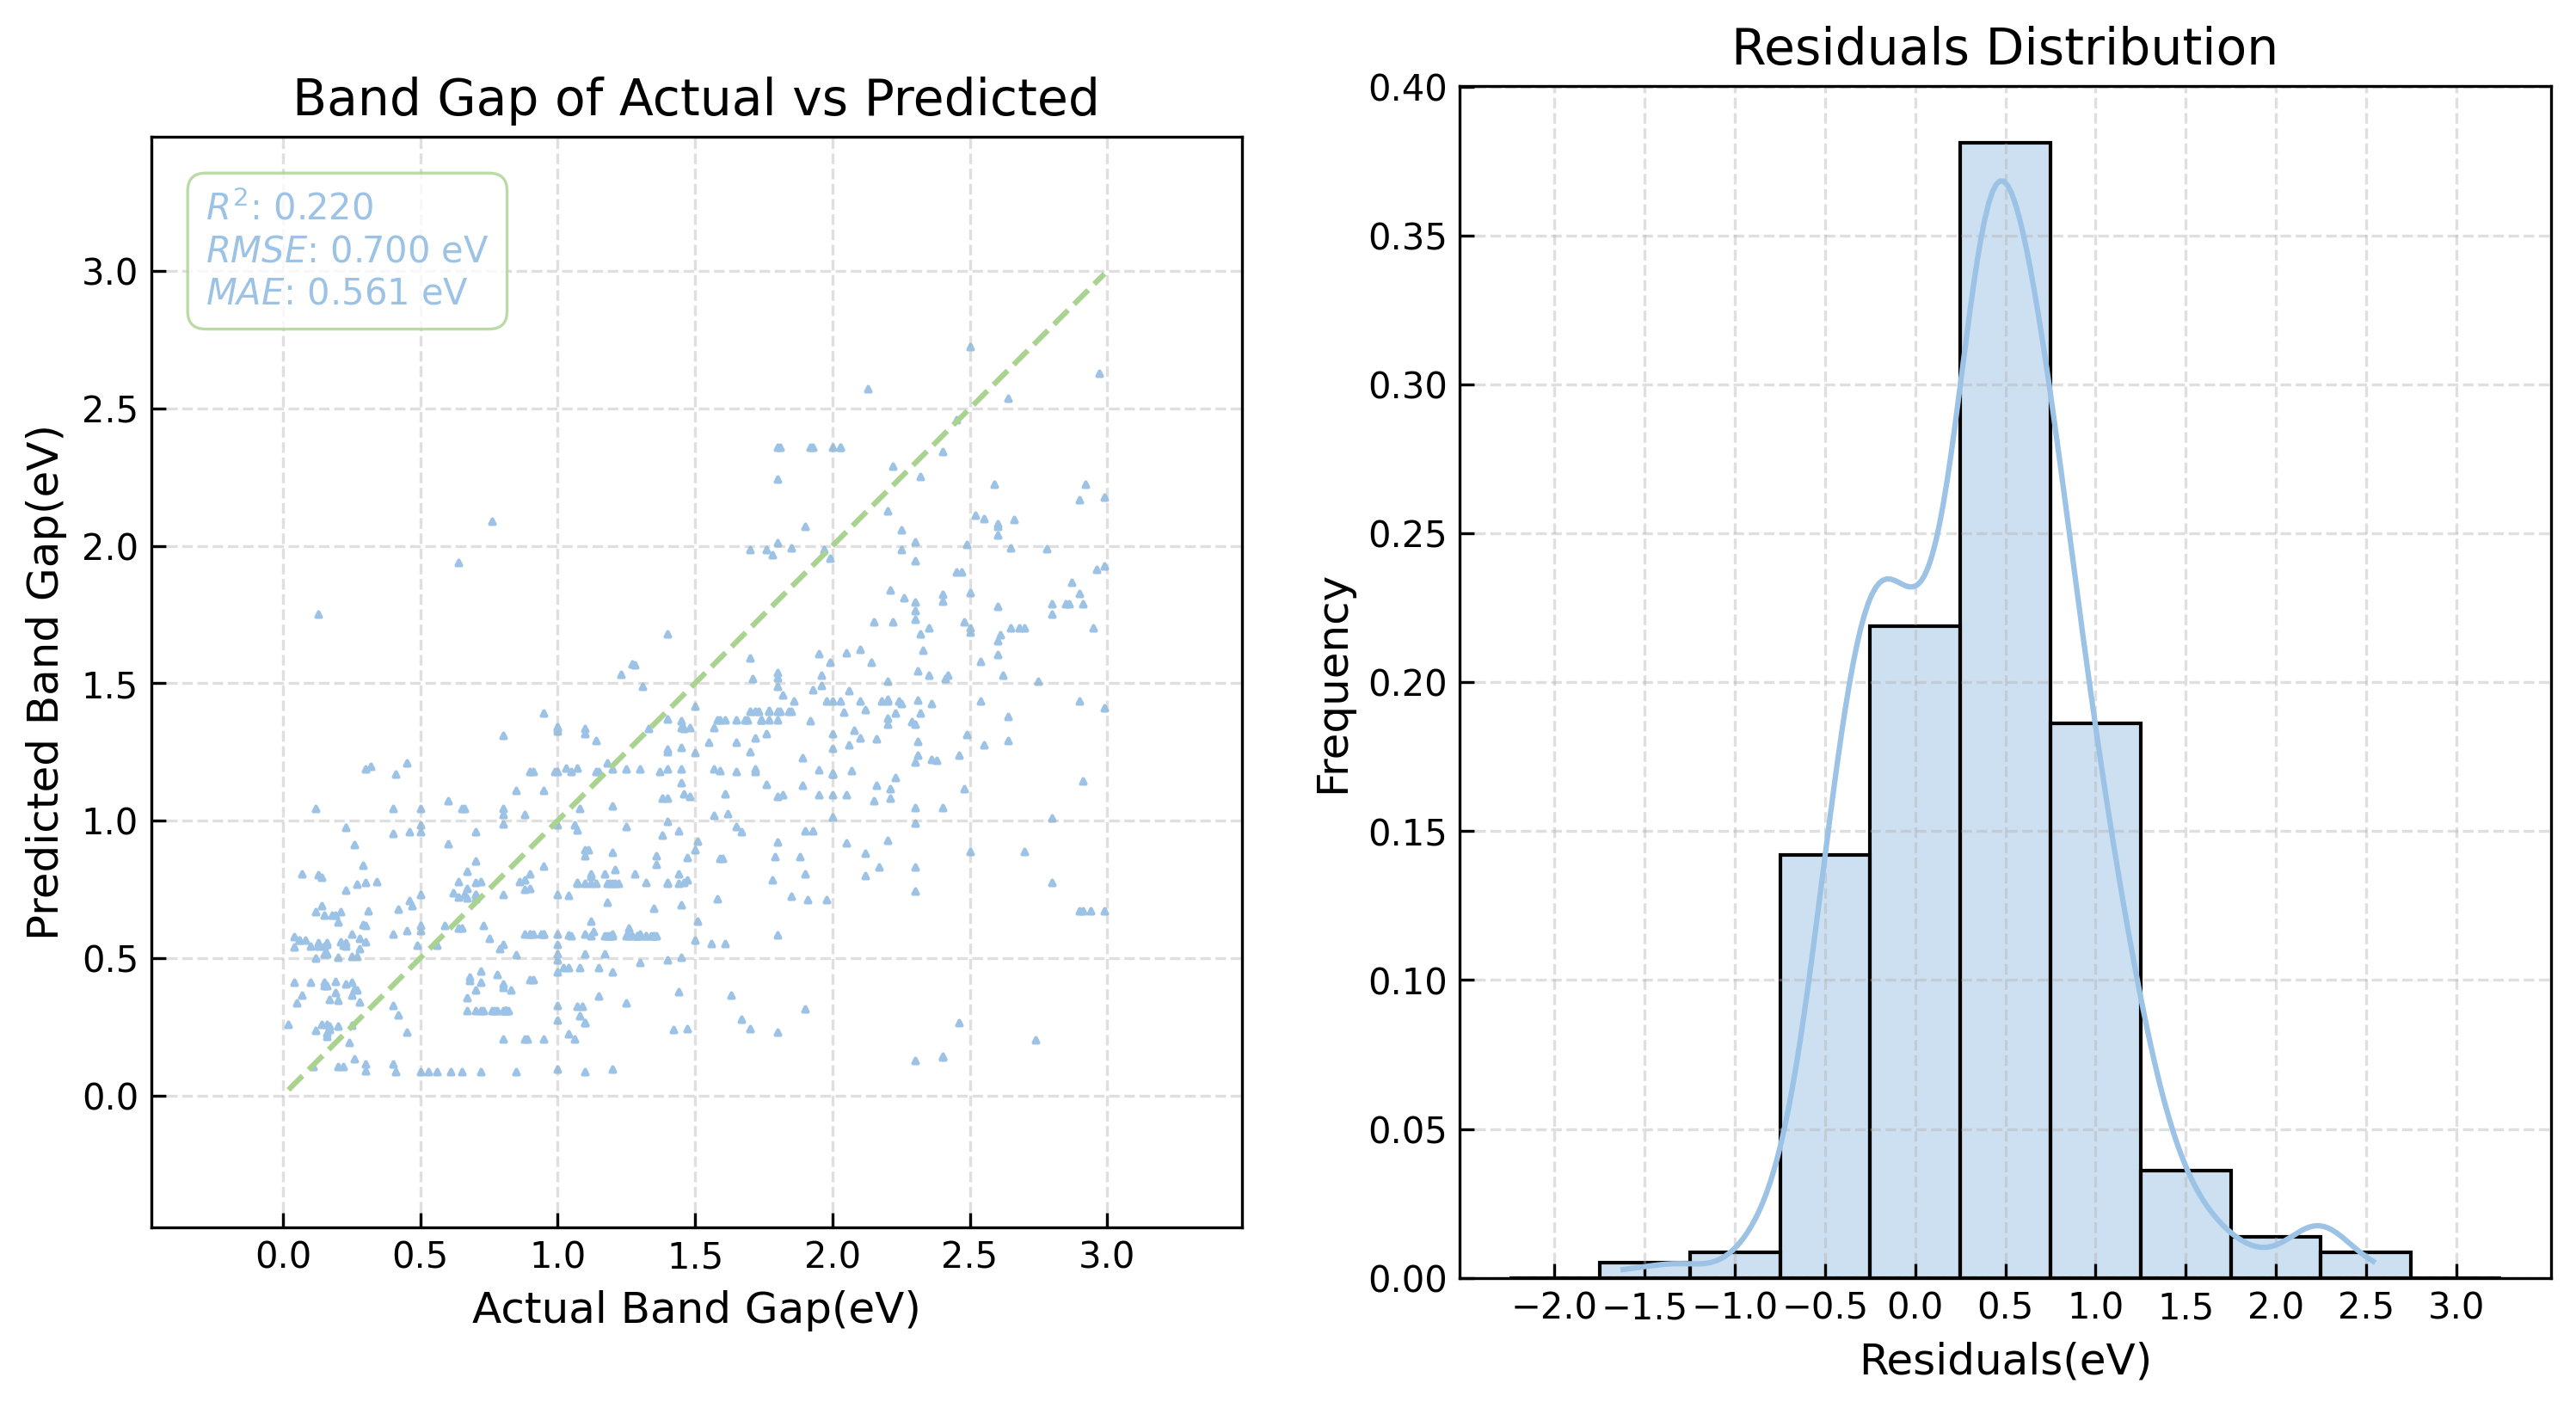 Band Gap of Actual vs Predicted
R²: 0.220
RMSE: 0.700 eV
MAE: 0.561 eV
Predicted Band Gap(eV)
3.0
2.5
2.0
1.5
1.0
0.5
0.0
0.0 0.5 1.0 1.5 2.0 2.5 3.0
Actual Band Gap(eV)
Residuals Distribution
Frequency
0.40
0.35
0.30
0.25
0.20
0.15
0.10
0.05
0.00
−2.0 −1.5 −1.0 −0.5 0.0 0.5 1.0 1.5 2.0 2.5 3.0
Residuals(eV)